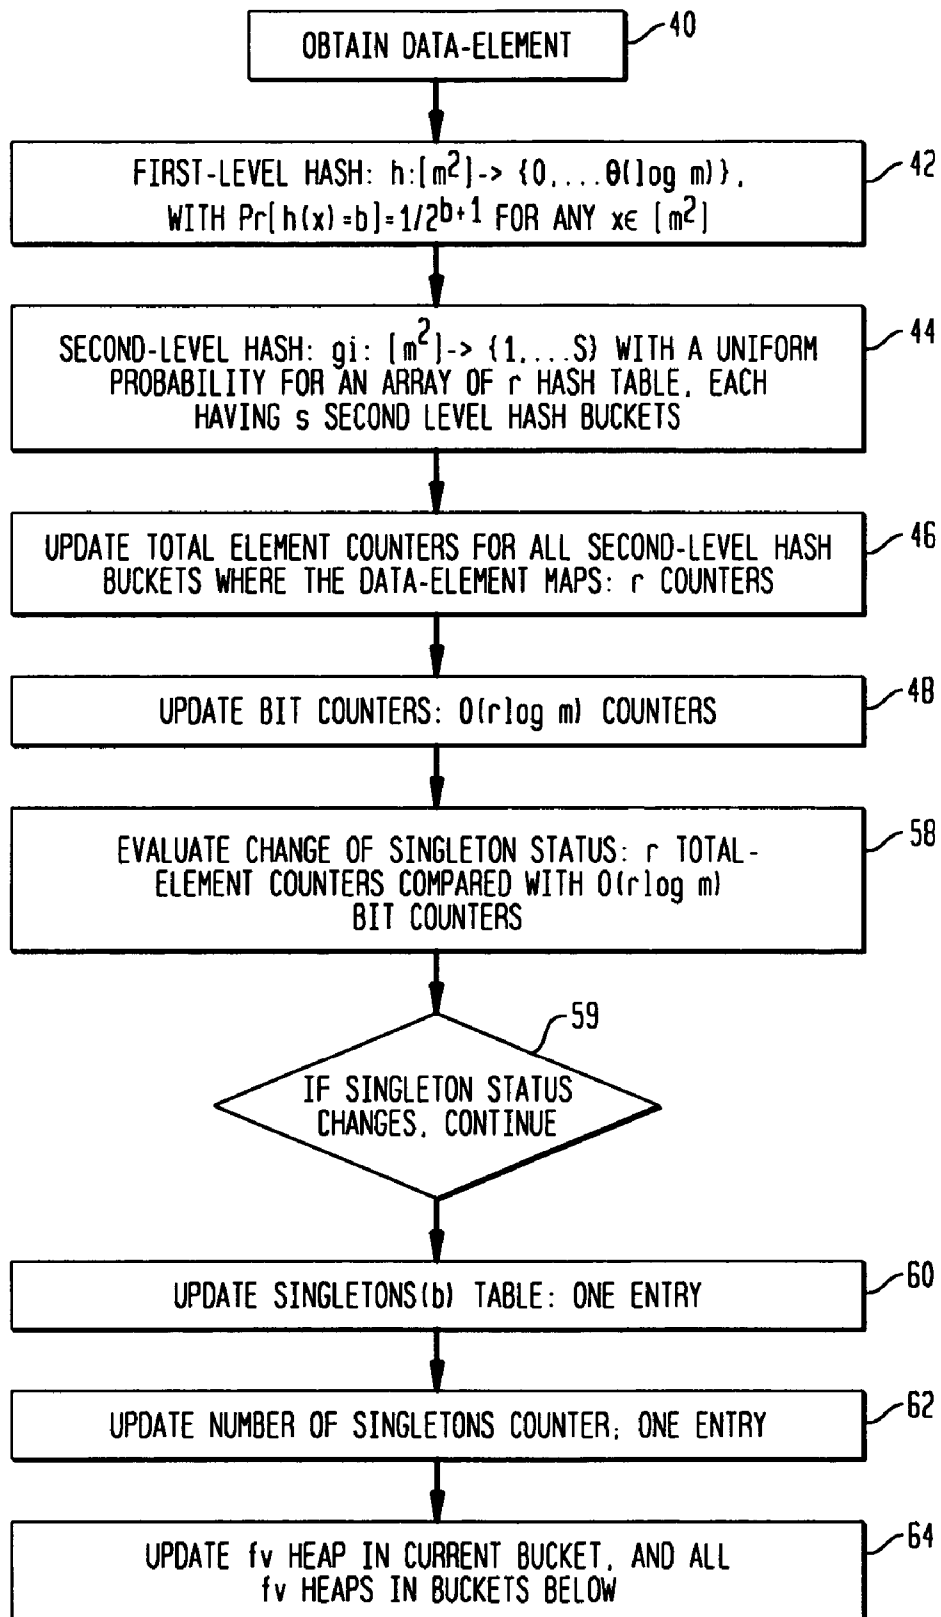 OBTAIN DATA-ELEMENT
40
FIRST-LEVEL HASH: h:[m²]-> {0,...θ(log m)},
WITH Pr[h(x)=b]=1/2^{b+1} FOR ANY x∈ [m²]
42
SECOND-LEVEL HASH: gi: [m²]-> {1,...S} WITH A UNIFORM
PROBABILITY FOR AN ARRAY OF r HASH TABLE, EACH
HAVING s SECOND LEVEL HASH BUCKETS
44
UPDATE TOTAL ELEMENT COUNTERS FOR ALL SECOND-LEVEL HASH
BUCKETS WHERE THE DATA-ELEMENT MAPS: r COUNTERS
46
UPDATE BIT COUNTERS: O(rlog m) COUNTERS
48
EVALUATE CHANGE OF SINGLETON STATUS: r TOTAL-
ELEMENT COUNTERS COMPARED WITH O(rlog m)
BIT COUNTERS
58
IF SINGLETON STATUS
CHANGES, CONTINUE
59
UPDATE SINGLETONS(b) TABLE: ONE ENTRY
60
UPDATE NUMBER OF SINGLETONS COUNTER; ONE ENTRY
62
UPDATE fv HEAP IN CURRENT BUCKET, AND ALL
fv HEAPS IN BUCKETS BELOW
64